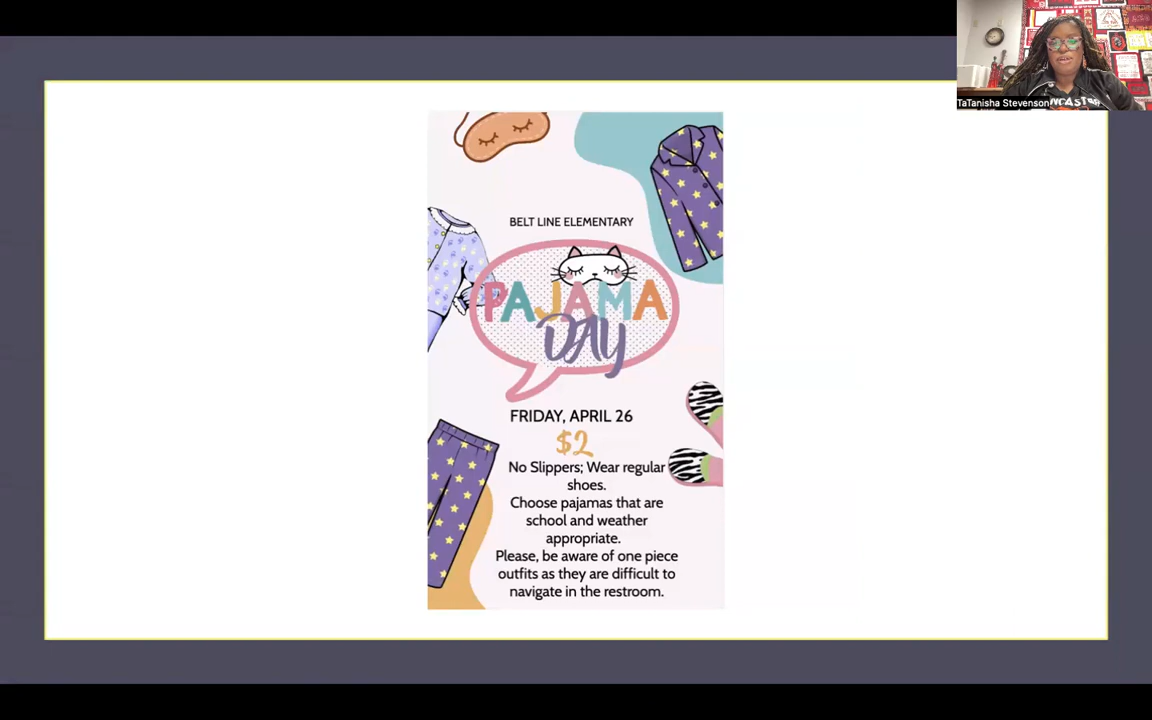 TaTanisha Stevenson
BELT LINE ELEMENTARY
PAJAMA
DAY
FRIDAY, APRIL 26
$2
No Slippers; Wear regular
shoes.
Choose pajamas that are
school and weather
appropriate.
Please, be aware of one piece
outfits as they are difficult to
navigate in the restroom.